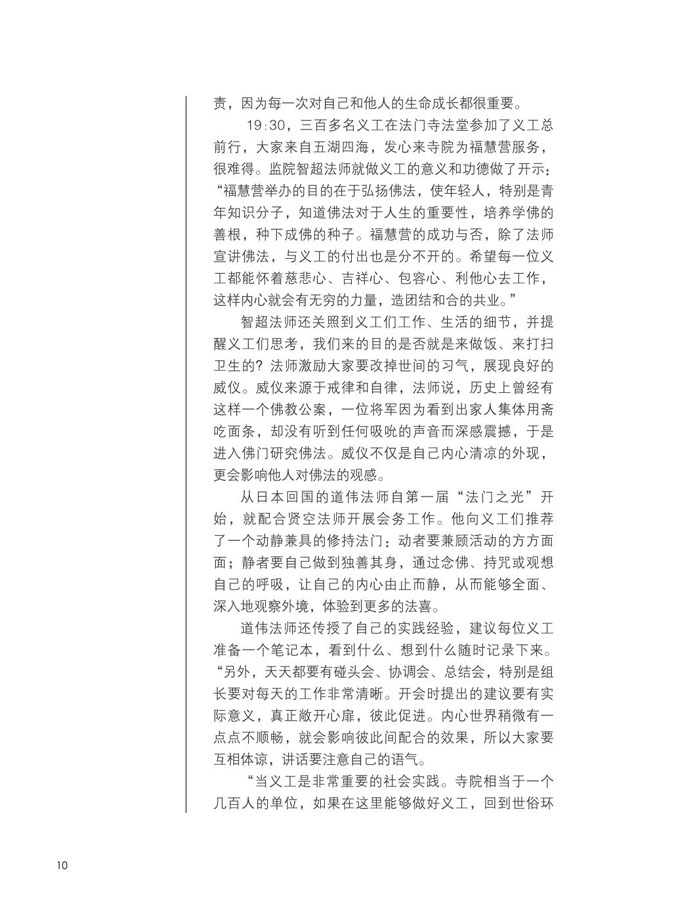 责，因为每一次对自己和他人的生命成长都很重要。
19:30，三百多名义工在法门寺法堂参加了义工总
前行，大家来自五湖四海，发心来寺院为福慧营服务，
很难得。监院智超法师就做义工的意义和功德做了开示：
“福慧营举办的目的在于弘扬佛法，使年轻人，特别是青
年知识分子，知道佛法对于人生的重要性，培养学佛的
善根，种下成佛的种子。福慧营的成功与否，除了法师
宣讲佛法，与义工的付出也是分不开的。希望每一位义
工都能怀着慈悲心、吉祥心、包容心、利他心去工作，
这样内心就会有无穷的力量，造团结和合的共业。”
智超法师还关照到义工们工作、生活的细节，并提
醒义工们思考，我们来的目的是否就是来做饭、来打扫
卫生的？法师激励大家要改掉世间的习气，展现良好的
威仪。威仪来源于戒律和自律，法师说，历史上曾经有
这样一个佛教公案，一位将军因为看到出家人集体用斋
吃面条，却没有听到任何吸吮的声音而深感震撼，于是
进入佛门研究佛法。威仪不仅是自己内心清凉的外现，
更会影响他人对佛法的观感。
从日本回国的道伟法师自第一届“法门之光”开
始，就配合贤空法师开展会务工作。他向义工们推荐
了一个动静兼具的修持法门：动者要兼顾活动的方方面
面；静者要自己做到独善其身，通过念佛、持咒或观想
自己的呼吸，让自己的内心由止而静，从而能够全面、
深入地观察外境，体验到更多的法喜。
道伟法师还传授了自己的实践经验，建议每位义工
准备一个笔记本，看到什么、想到什么随时记录下来。
“另外，天天都要有碰头会、协调会、总结会，特别是组
长要对每天的工作非常清晰。开会时提出的建议要有实
际意义，真正敞开心扉，彼此促进。内心世界稍微有一
点点不顺畅，就会影响彼此间配合的效果，所以大家要
互相体谅，讲话要注意自己的语气。
“当义工是非常重要的社会实践。寺院相当于一个
几百人的单位，如果在这里能够做好义工，回到世俗环
10